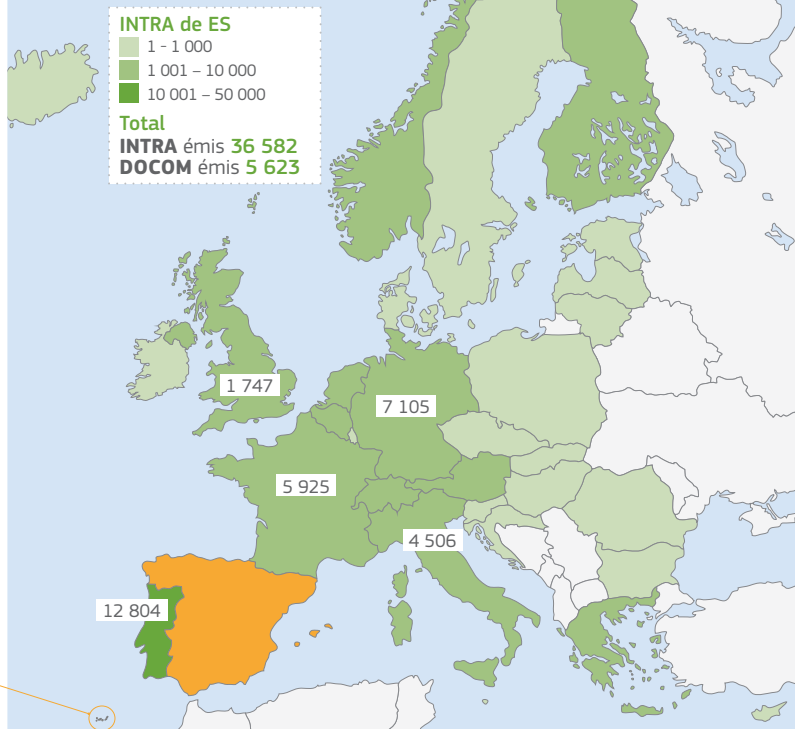 INTRA de ES
1 - 1 000
1 001 – 10 000
10 001 – 50 000
Total
INTRA émis 36 582
DOCOM émis 5 623
1 747
7 105
5 925
4 506
12 804